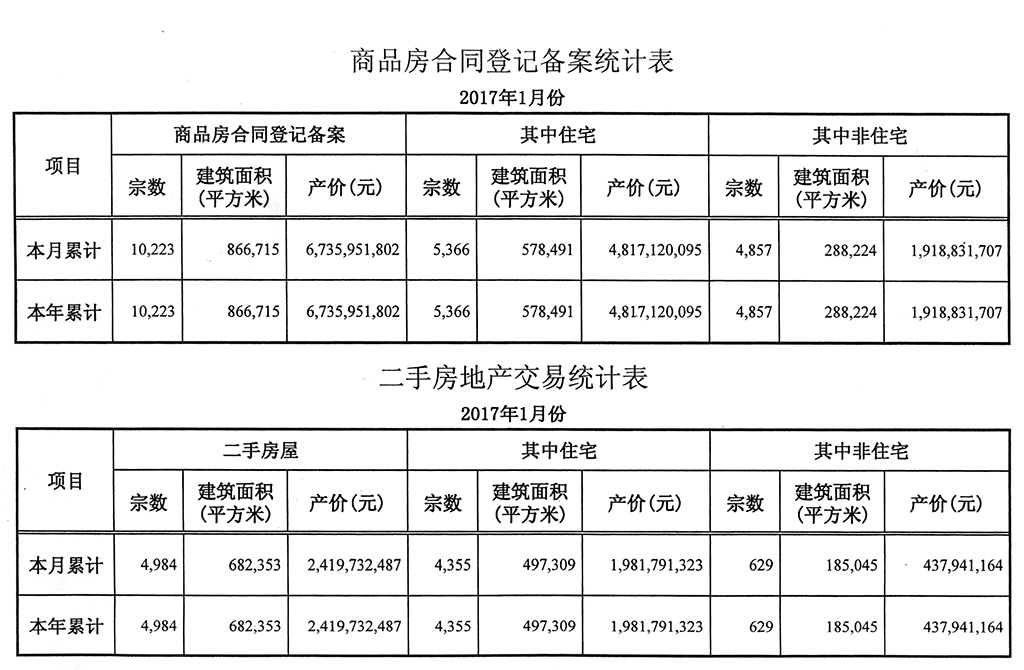 商品房合同登记备案统计表
2017年1月份
项目 商品房合同登记备案 其中住宅 其中非住宅
宗数 建筑面积(平方米) 产价(元) 宗数 建筑面积(平方米) 产价(元) 宗数 建筑面积(平方米) 产价(元)
本月累计 10,223 866,715 6,735,951,802 5,366 578,491 4,817,120,095 4,857 288,224 1,918,831,707
本年累计 10,223 866,715 6,735,951,802 5,366 578,491 4,817,120,095 4,857 288,224 1,918,831,707
二手房地产交易统计表
2017年1月份
项目 二手房屋 其中住宅 其中非住宅
宗数 建筑面积(平方米) 产价(元) 宗数 建筑面积(平方米) 产价(元) 宗数 建筑面积(平方米) 产价(元)
本月累计 4,984 682,353 2,419,732,487 4,355 497,309 1,981,791,323 629 185,045 437,941,164
本年累计 4,984 682,353 2,419,732,487 4,355 497,309 1,981,791,323 629 185,045 437,941,164